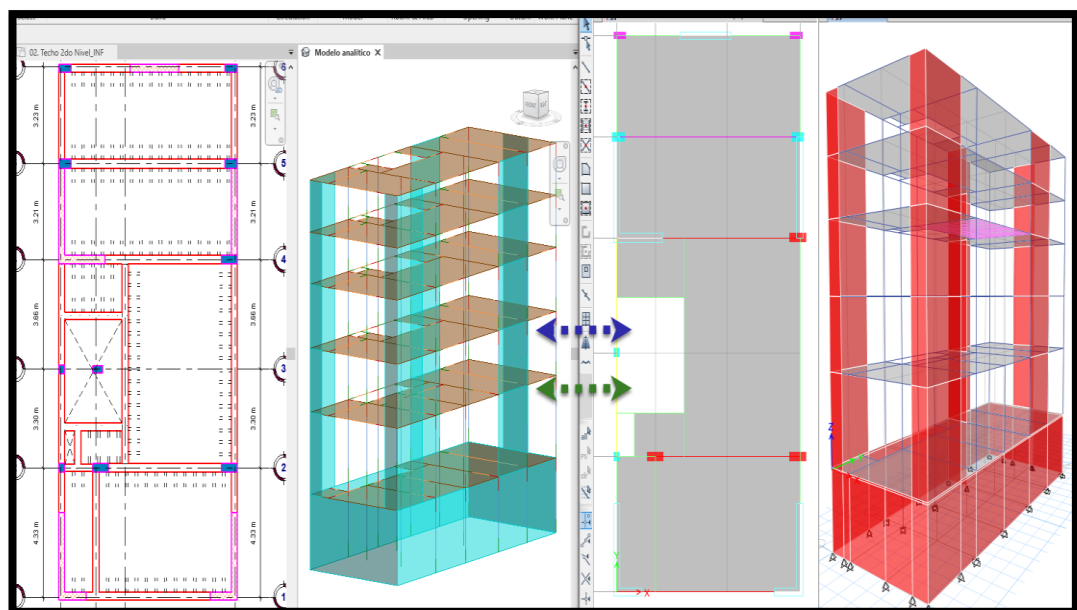 02. Techo 2do Nivel_INF
Modelo analítico
6
3.23 m
3.23 m
5
3.21 m
3.21 m
4
3.66 m
3.66 m
3
3.30 m
3.30 m
2
4.33 m
4.33 m
1
Y
X
Z
Y